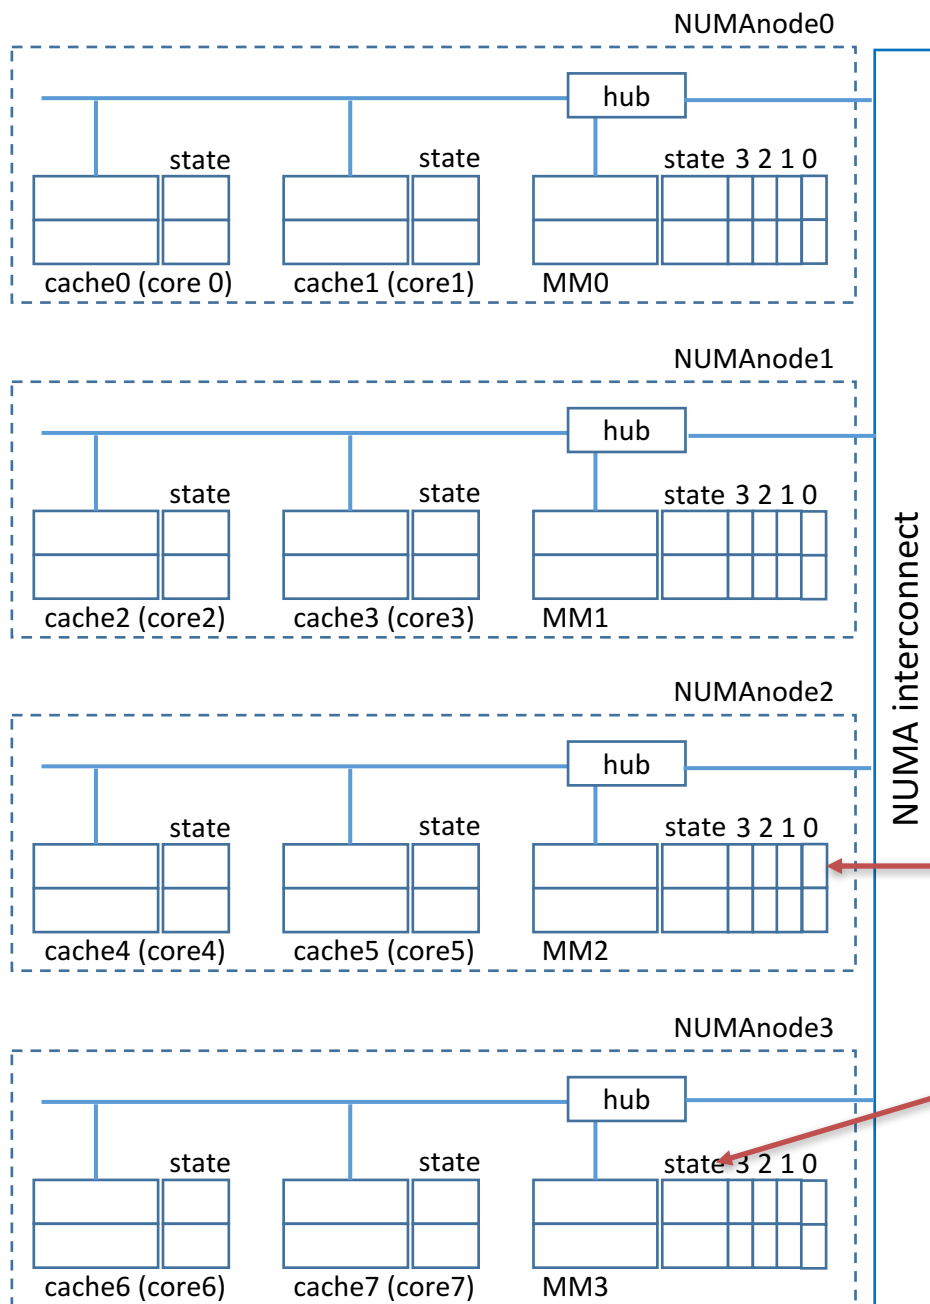 NUMAnode0
hub
state state state 3 2 1 0
cache0 (core 0) cache1 (core1) MM0
NUMAnode1
hub
state state state 3 2 1 0
cache2 (core2) cache3 (core3) MM1
NUMAnode2
hub
state state state 3 2 1 0
cache4 (core4) cache5 (core5) MM2
NUMAnode3
hub
state state state 3 2 1 0
cache6 (core6) cache7 (core7) MM3
NUMA interconnect